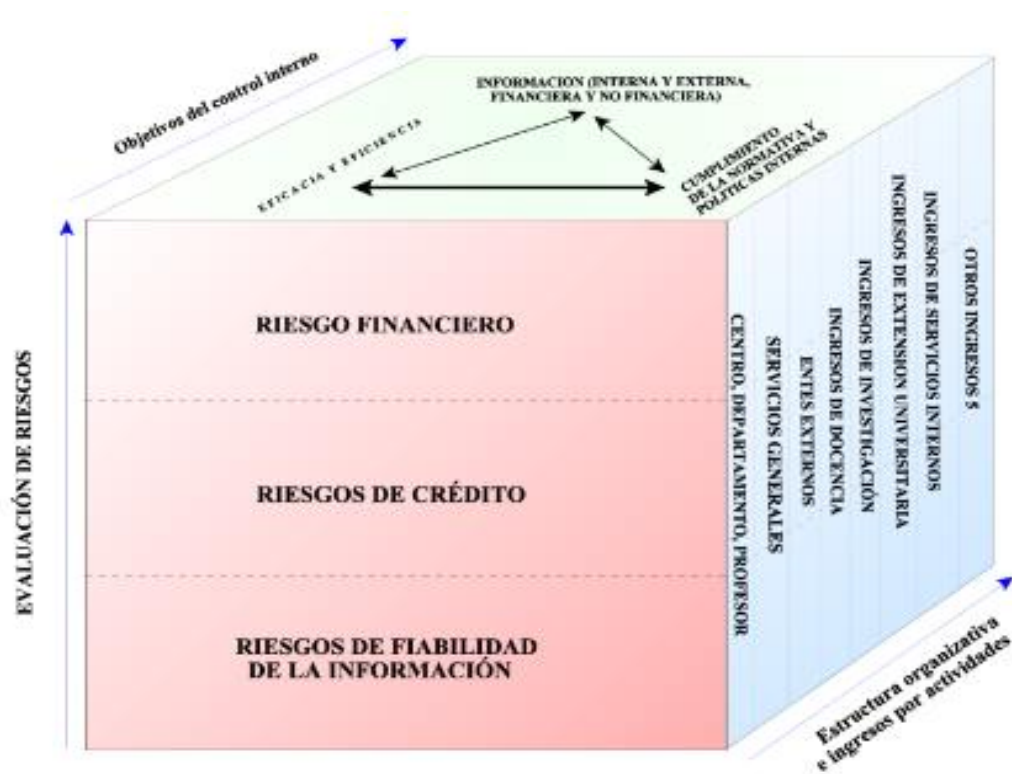 Objetivos del control interno
INFORMACION (INTERNA Y EXTERNA,
FINANCIERA Y NO FINANCIERA)
EFICACIA Y EFICIENCIA
CUMPLIMIENTO
DE LA NORMATIVA Y
POLITICAS INTERNAS
EVALUACIÓN DE RIESGOS
RIESGO FINANCIERO
RIESGOS DE CRÉDITO
RIESGOS DE FIABILIDAD
DE LA INFORMACIÓN
CENTRO, DEPARTAMENTO, PROFESOR
SERVICIOS GENERALES
ENTES EXTERNOS
INGRESOS DE DOCENCIA
INGRESOS DE INVESTIGACIÓN
INGRESOS DE EXTENSION UNIVERSITARIA
INGRESOS DE SERVICIOS INTERNOS
OTROS INGRESOS 5
Estructura organizativa
e ingresos por actividades